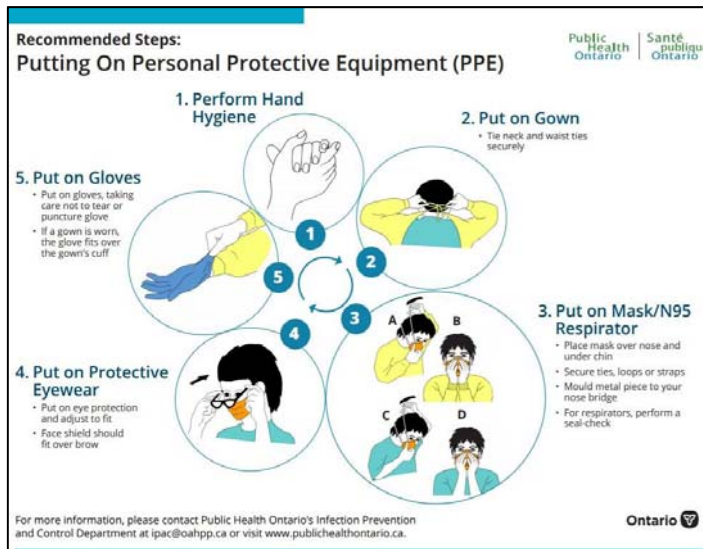 Recommended Steps:
Putting On Personal Protective Equipment (PPE)
Public
Health
Ontario
Santé
publique
Ontario
1. Perform Hand
Hygiene
1
2. Put on Gown
• Tie neck and waist ties
securely
2
3. Put on Mask/N95
Respirator
• Place mask over nose and
under chin
• Secure ties, loops or straps
• Mould metal piece to your
nose bridge
• For respirators, perform a
seal-check
3
A
B
C
D
4. Put on Protective
Eyewear
• Put on eye protection
and adjust to fit
• Face shield should
fit over brow
4
5. Put on Gloves
• Put on gloves, taking
care not to tear or
puncture glove
• If a gown is worn,
the glove fits over
the gown's cuff
5
For more information, please contact Public Health Ontario's Infection Prevention
and Control Department at ipac@oahpp.ca or visit www.publichealthontario.ca.
Ontario